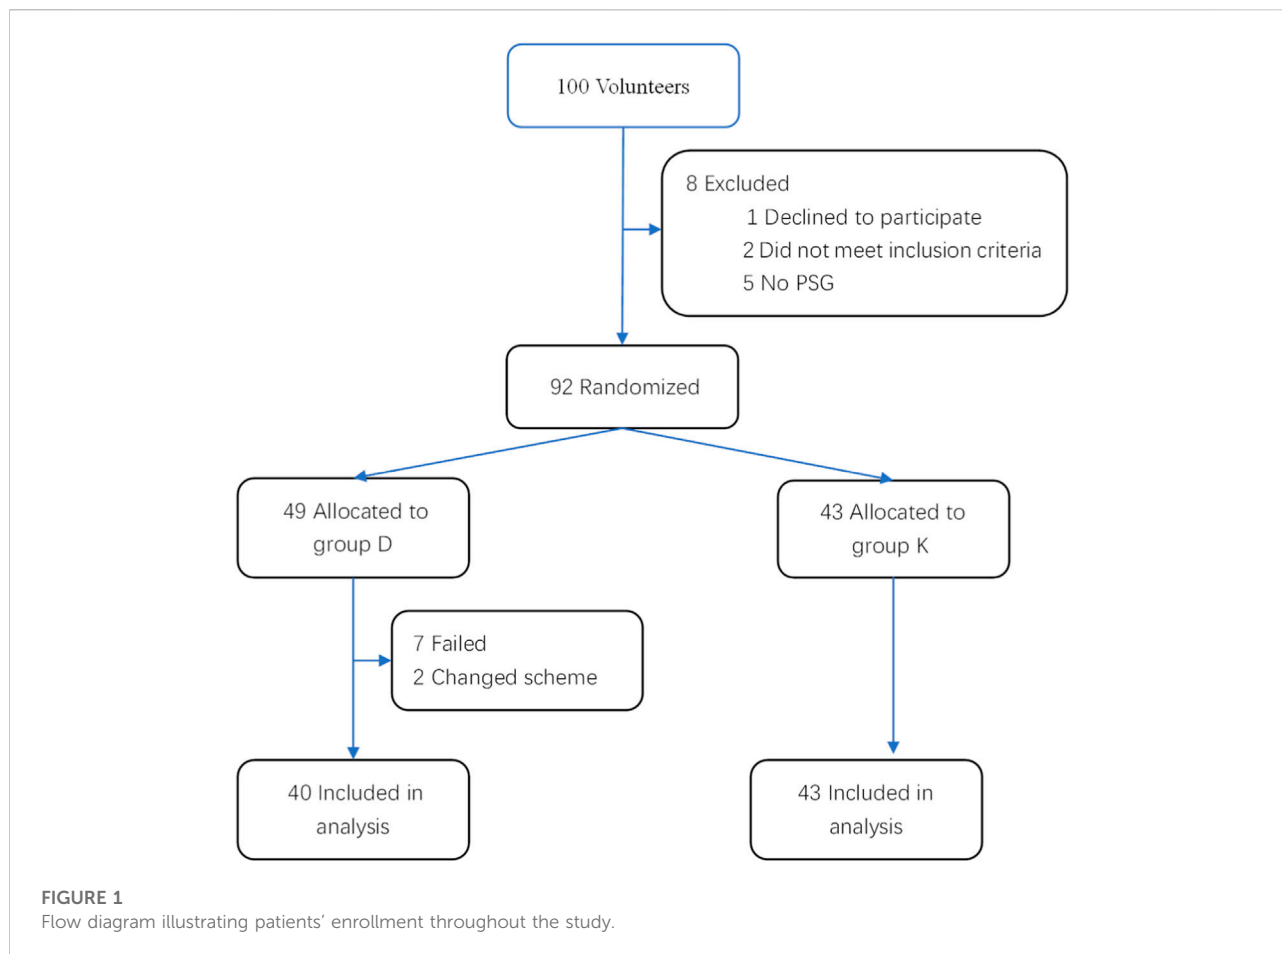 100 Volunteers
8 Excluded
1 Declined to participate
2 Did not meet inclusion criteria
5 No PSG
92 Randomized
49 Allocated to
group D
43 Allocated to
group K
7 Failed
2 Changed scheme
40 Included in
analysis
43 Included in
analysis
FIGURE 1
Flow diagram illustrating patients’ enrollment throughout the study.